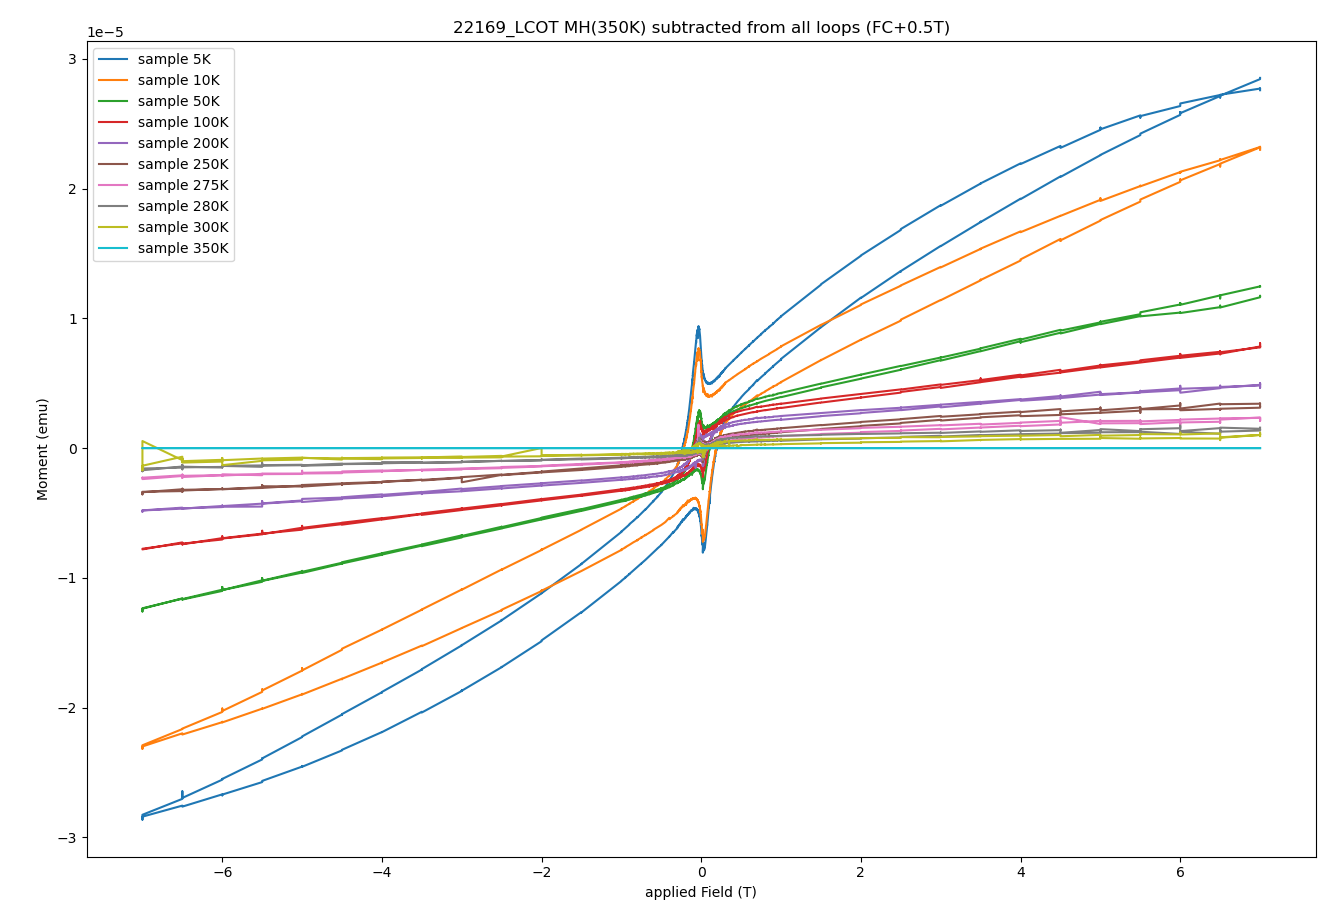 22169_LCOT MH(350K) subtracted from all loops (FC+0.5T)
1e−5
sample 5K
sample 10K
sample 50K
sample 100K
sample 200K
sample 250K
sample 275K
sample 280K
sample 300K
sample 350K
3
2
1
0
−1
−2
−3
Moment (emu)
−6
−4
−2
0
2
4
6
applied Field (T)